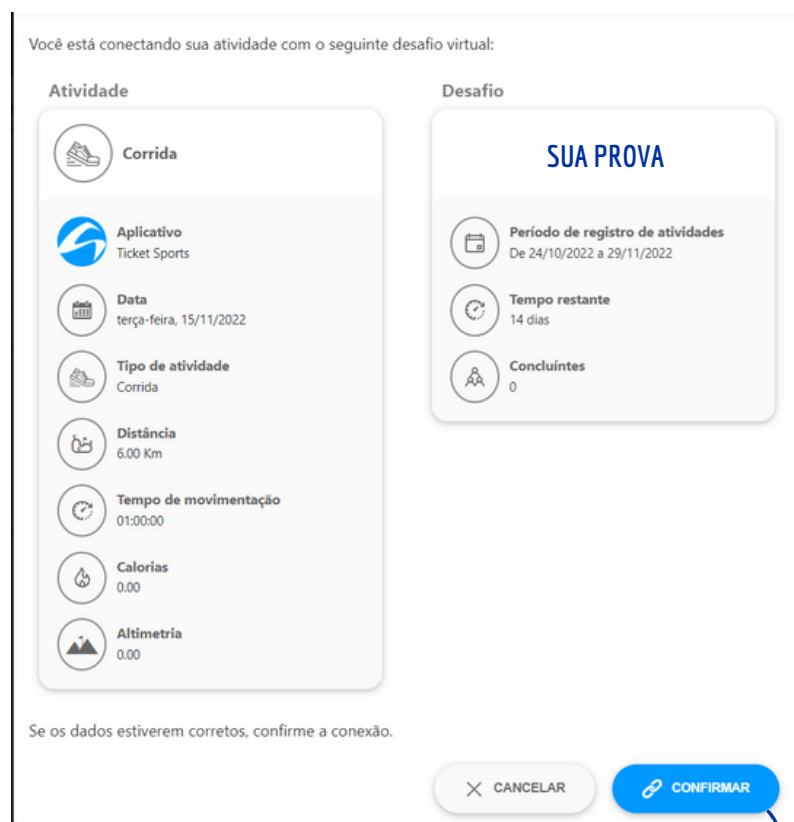 Você está conectando sua atividade com o seguinte desafio virtual:
Atividade
Corrida
Aplicativo
Ticket Sports
Data
terça-feira, 15/11/2022
Tipo de atividade
Corrida
Distância
6.00 Km
Tempo de movimentação
01:00:00
Calorias
0.00
Altimetria
0.00
Desafio
SUA PROVA
Período de registro de atividades
De 24/10/2022 a 29/11/2022
Tempo restante
14 dias
Concluíntes
0
Se os dados estiverem corretos, confirme a conexão.
CANCELAR
CONFIRMAR